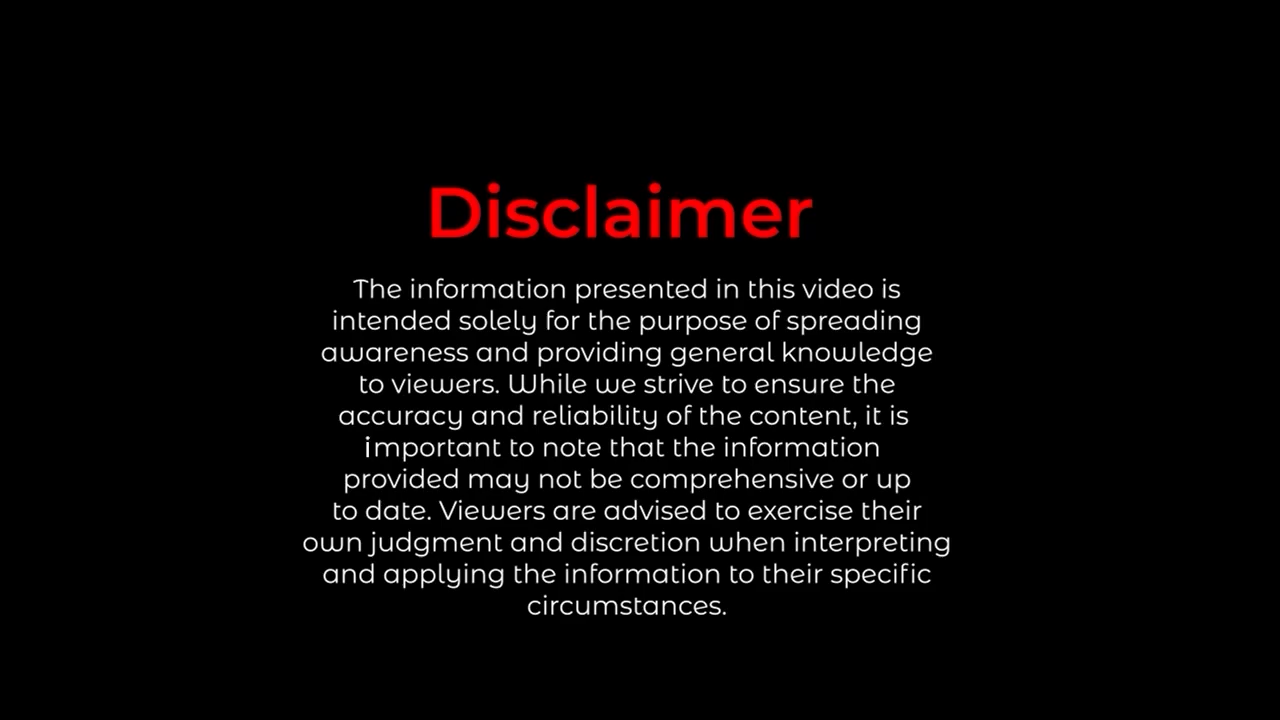 Disclaimer
The information presented in this video is
intended solely for the purpose of spreading
awareness and providing general knowledge
to viewers. While we strive to ensure the
accuracy and reliability of the content, it is
important to note that the information
provided may not be comprehensive or up
to date. Viewers are advised to exercise their
own judgment and discretion when interpreting
and applying the information to their specific
circumstances.